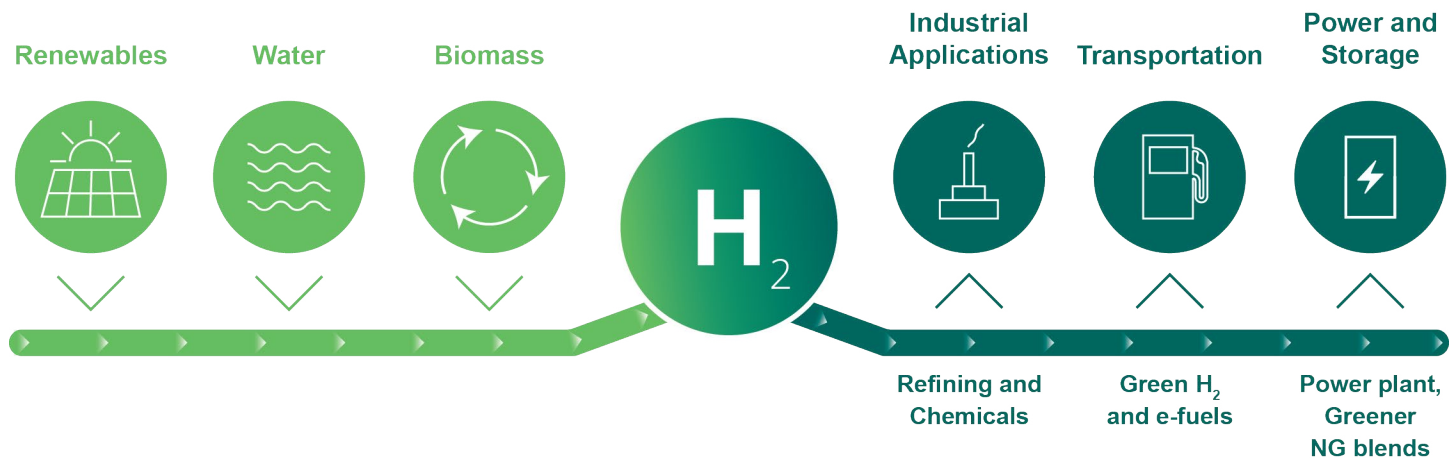 Renewables
Water
Biomass
H2
Industrial
Applications
Transportation
Power and
Storage
Refining and
Chemicals
Green H2
and e-fuels
Power plant,
Greener
NG blends